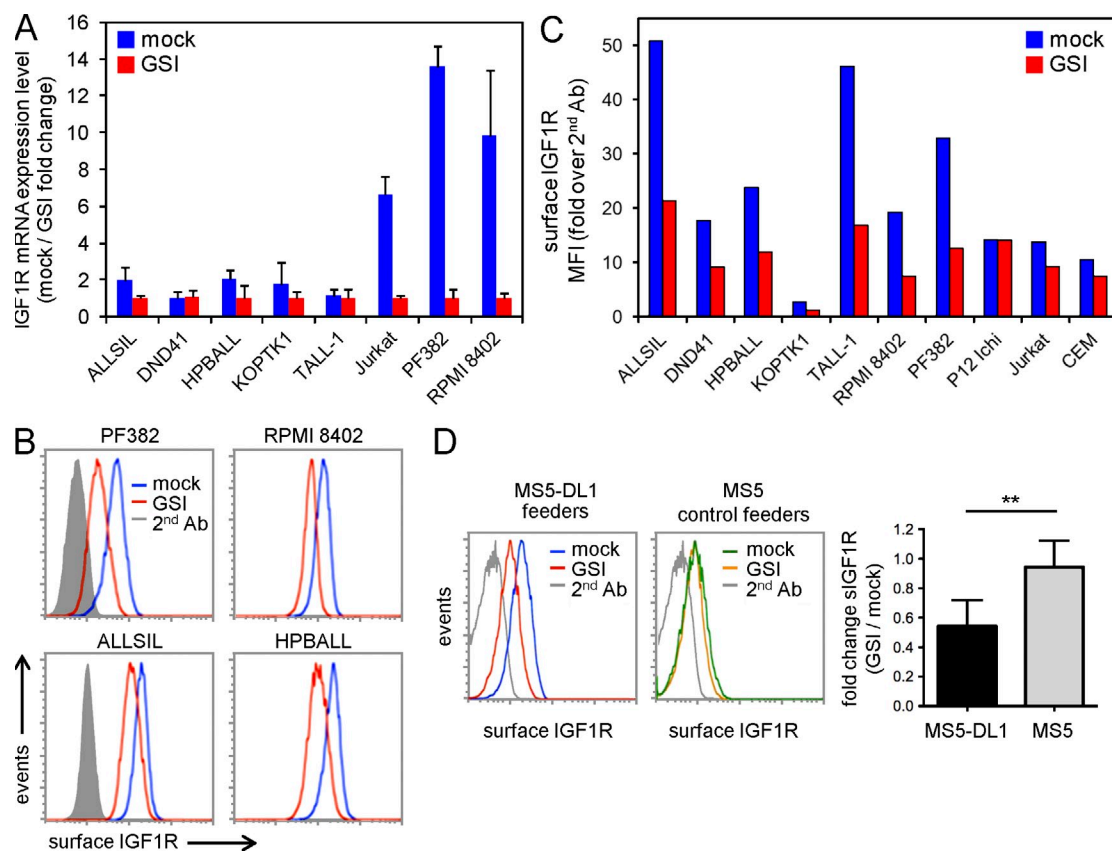 A
IGF1R mRNA expression level
(mock / GSI fold change)
16
14
12
10
8
6
4
2
0
mock
GSI
ALLSIL
DND41
HPBALL
KOPTK1
TALL-1
Jurkat
PF382
RPMI 8402
C
surface IGF1R
MFI (fold over 2nd Ab)
50
40
30
20
10
0
mock
GSI
ALLSIL
DND41
HPBALL
KOPTK1
TALL-1
RPMI 8402
PF382
P12 Ichi
Jurkat
CEM
B
PF382
mock
GSI
2nd Ab
RPMI 8402
ALLSIL
HPBALL
events
surface IGF1R
D
MS5-DL1
feeders
mock
GSI
2nd Ab
events
surface IGF1R
MS5
control feeders
mock
GSI
2nd Ab
surface IGF1R
fold change sIGF1R
(GSI / mock)
1.2
1.0
0.8
0.6
0.4
0.2
0.0
**
MS5-DL1
MS5